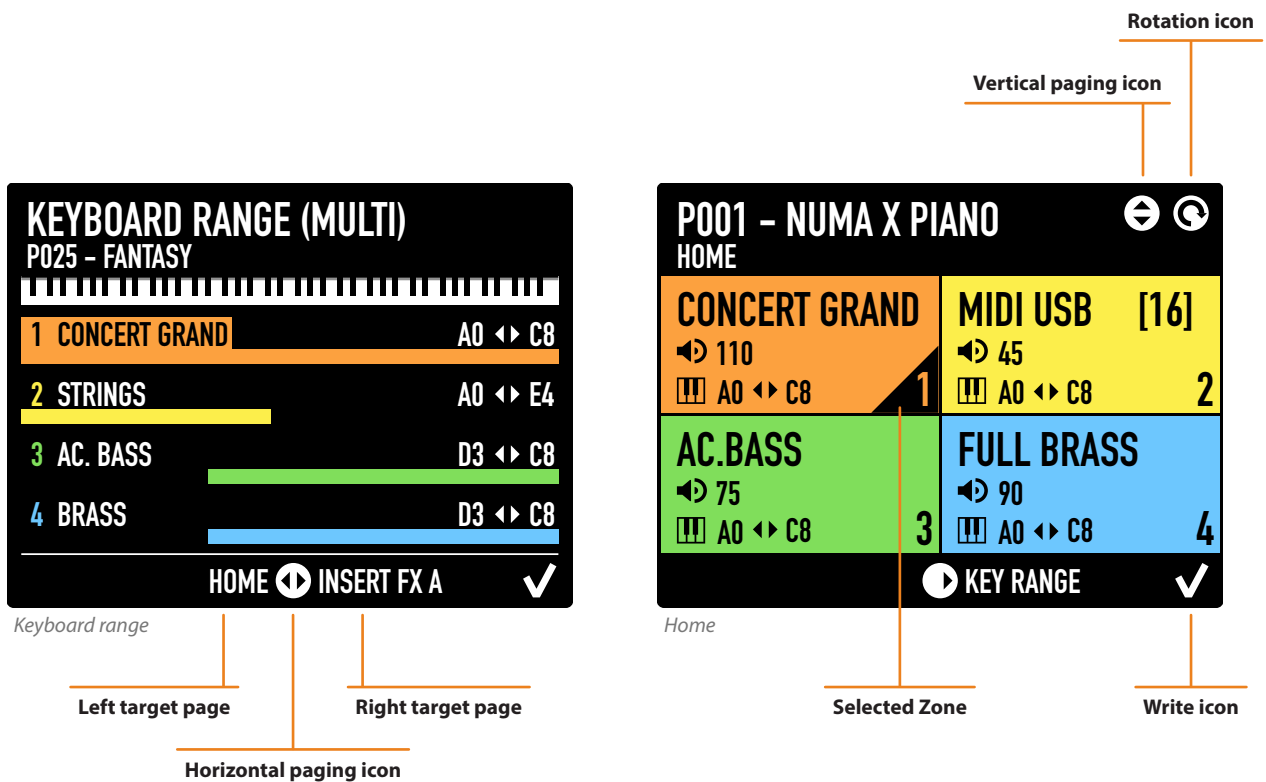 Rotation icon
Vertical paging icon
KEYBOARD RANGE (MULTI)
P025 – FANTASY
1 CONCERT GRAND A0 C8
2 STRINGS A0 E4
3 AC. BASS D3 C8
4 BRASS D3 C8
HOME INSERT FX A
Keyboard range
Left target page
Right target page
Horizontal paging icon
P001 – NUMA X PIANO
HOME
CONCERT GRAND
110
A0 C8
1
MIDI USB [16]
45
A0 C8
2
AC.BASS
75
A0 C8
3
FULL BRASS
90
A0 C8
4
KEY RANGE
Home
Selected Zone
Write icon